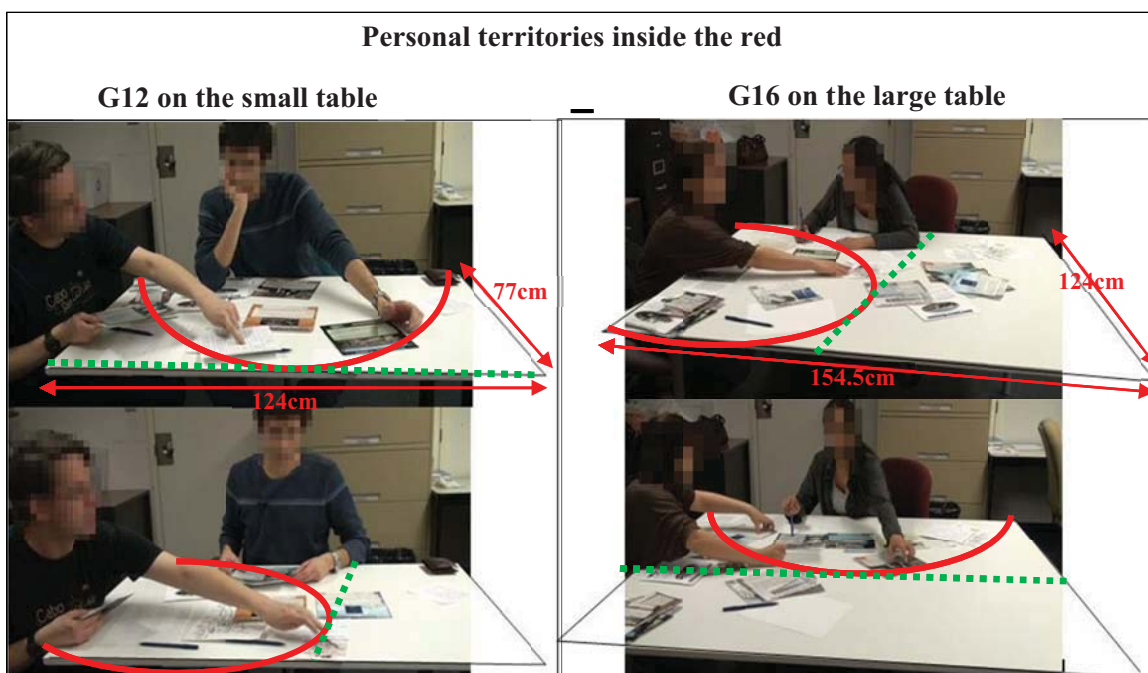 Personal territories inside the red
G12 on the small table
G16 on the large table
77cm
124cm
124cm
154.5cm
Cabo